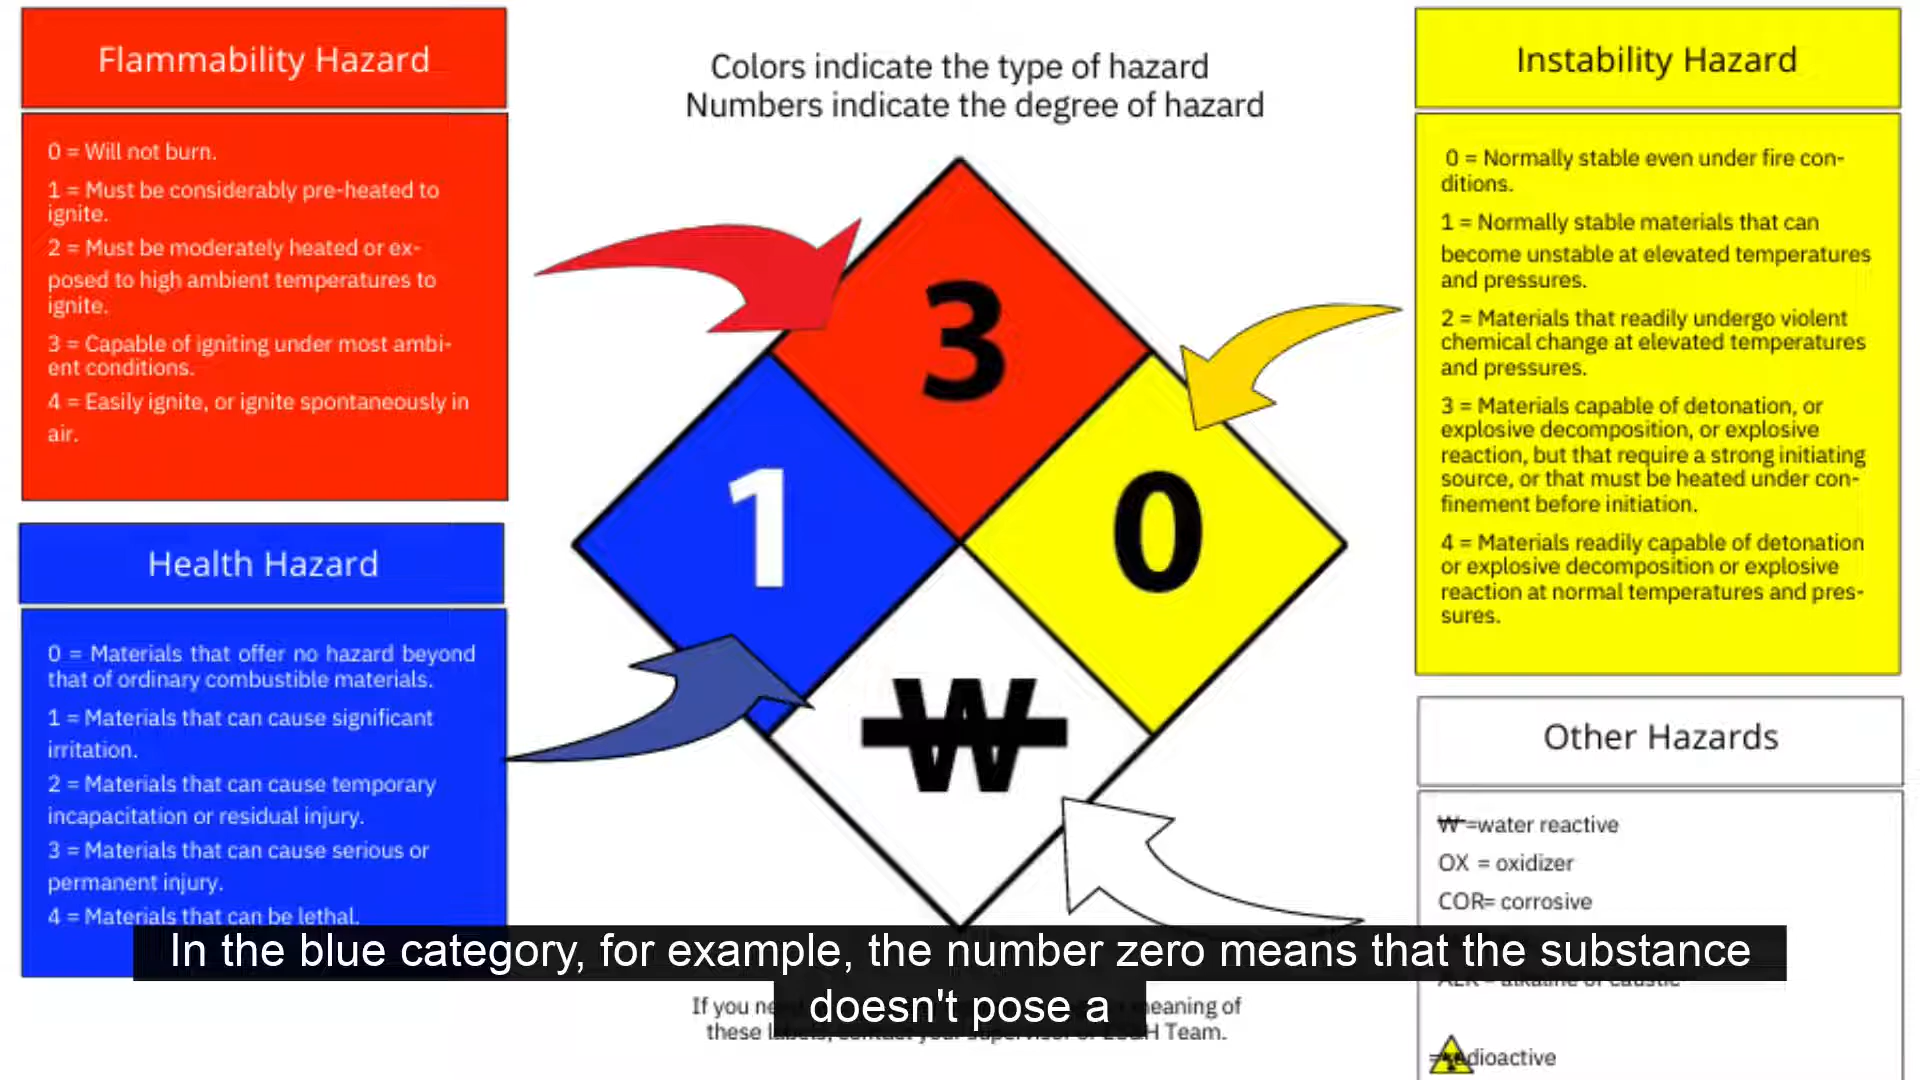 Flammability Hazard
0 = Will not burn.
1 = Must be considerably pre-heated to
ignite.
2 = Must be moderately heated or ex-
posed to high ambient temperatures to
ignite.
3 = Capable of igniting under most ambi-
ent conditions.
4 = Easily ignite, or ignite spontaneously in
air.
Health Hazard
0 = Materials that offer no hazard beyond
that of ordinary combustible materials.
1 = Materials that can cause significant
irritation.
2 = Materials that can cause temporary
incapacitation or residual injury.
3 = Materials that can cause serious or
permanent injury.
4 = Materials that can be lethal.
Colors indicate the type of hazard
Numbers indicate the degree of hazard
3
1
0
W
Instability Hazard
0 = Normally stable even under fire con-
ditions.
1 = Normally stable materials that can
become unstable at elevated temperatures
and pressures.
2 = Materials that readily undergo violent
chemical change at elevated temperatures
and pressures.
3 = Materials capable of detonation, or
explosive decomposition, or explosive
reaction, but that require a strong initiating
source, or that must be heated under con-
finement before initiation.
4 = Materials readily capable of detonation
or explosive decomposition or explosive
reaction at normal temperatures and pres-
sures.
Other Hazards
W =water reactive
OX = oxidizer
COR= corrosive
In the blue category, for example, the number zero means that the substance
doesn't pose a
If you meaning of
these Team.